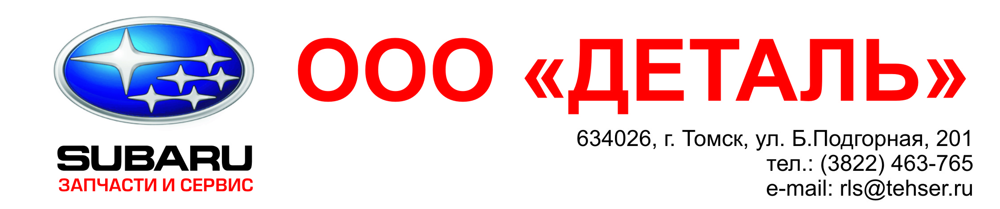 SUBARU
ЗАПЧАСТИ И СЕРВИС
ООО «ДЕТАЛЬ»
634026, г. Томск, ул. Б.Подгорная, 201
тел.: (3822) 463-765
e-mail: rls@tehser.ru